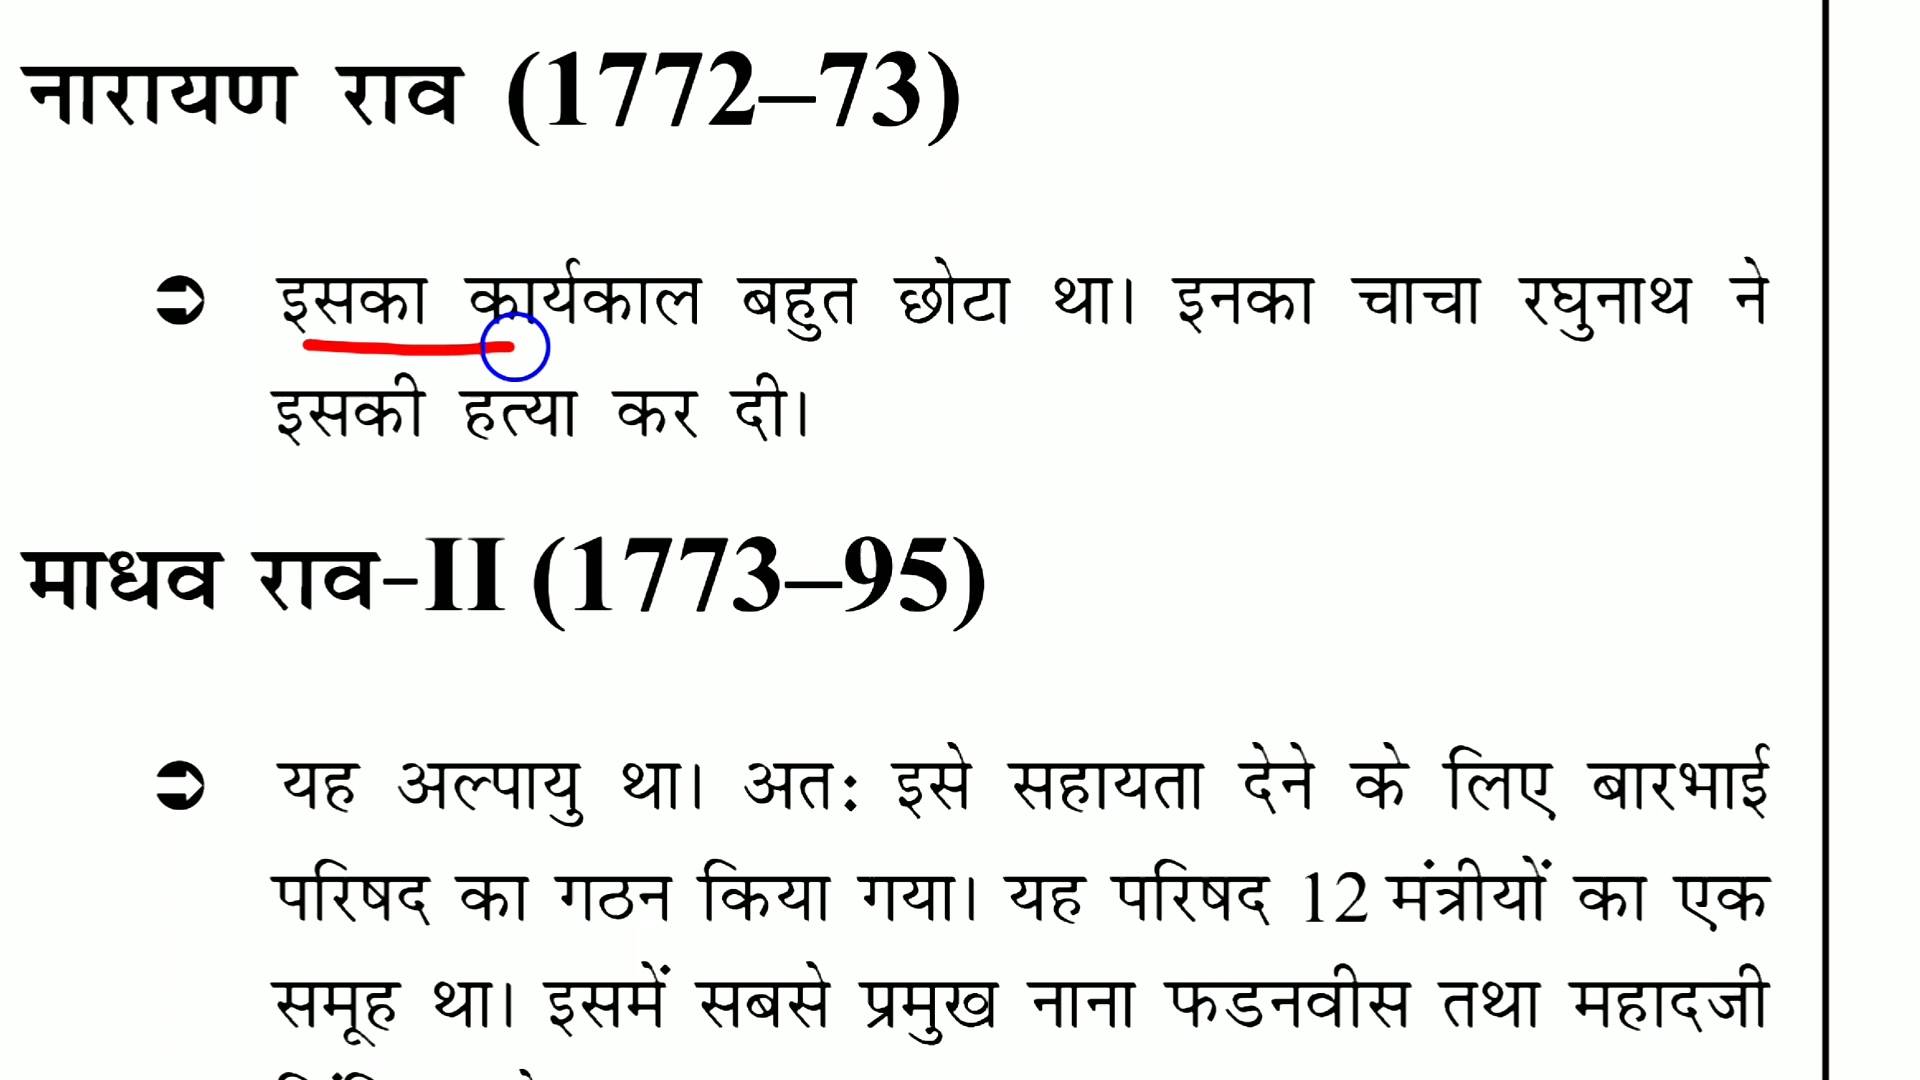 नारायण राव (1772–73)
➲ इसका कार्यकाल बहुत छोटा था। इनका चाचा रघुनाथ ने
इसकी हत्या कर दी।
माधव राव-II (1773–95)
➲ यह अल्पायु था। अतः इसे सहायता देने के लिए बारभाई
परिषद का गठन किया गया। यह परिषद 12 मंत्रीयों का एक
समूह था। इसमें सबसे प्रमुख नाना फडनवीस तथा महादजी